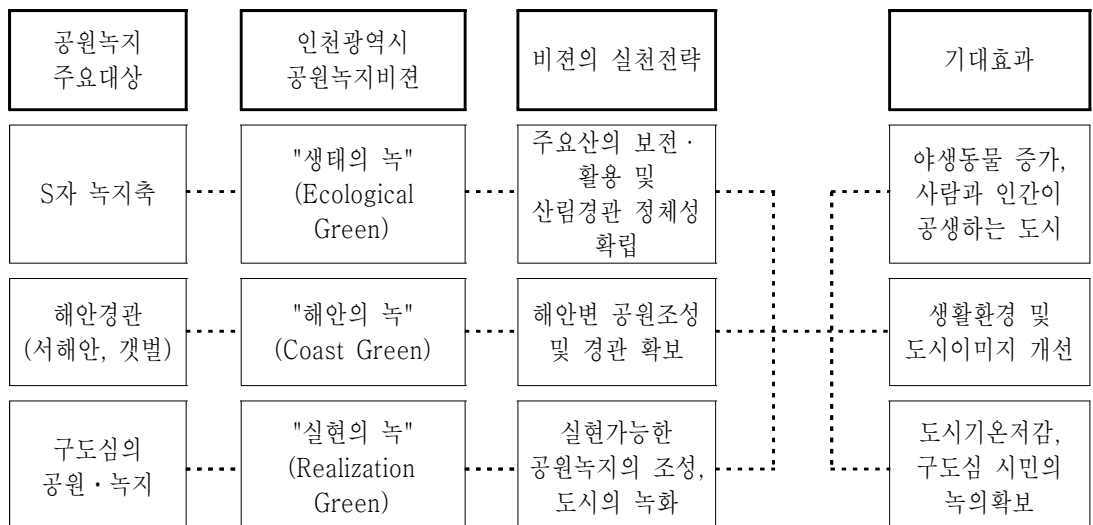 공원녹지
주요대상
인천광역시
공원녹지비젼
비젼의 실천전략
기대효과
S자 녹지축
"생태의 녹"
(Ecological
Green)
주요산의 보전·
활용 및
산림경관 정체성
확립
야생동물 증가,
사람과 인간이
공생하는 도시
해안경관
(서해안, 갯벌)
"해안의 녹"
(Coast Green)
해안변 공원조성
및 경관 확보
생활환경 및
도시이미지 개선
구도심의
공원·녹지
"실현의 녹"
(Realization
Green)
실현가능한
공원녹지의 조성,
도시의 녹화
도시기온저감,
구도심 시민의
녹의확보